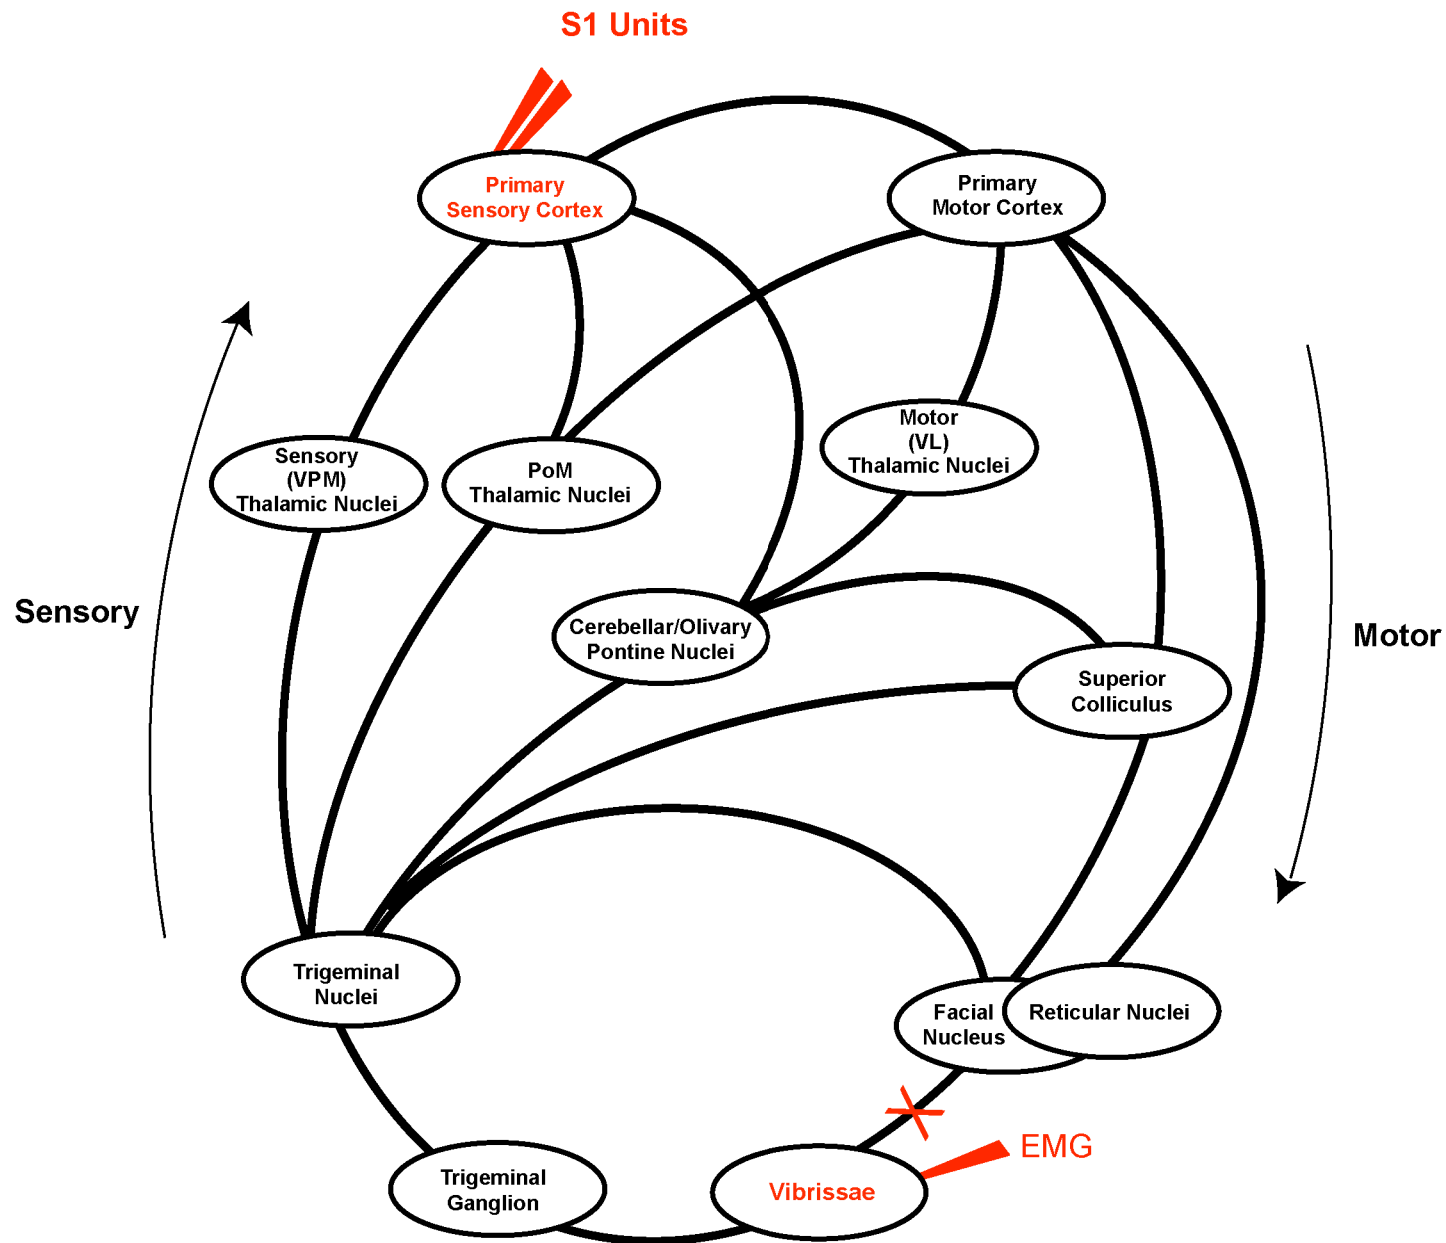 S1 Units
Primary
Sensory Cortex
Primary
Motor Cortex
Sensory
(VPM)
Thalamic Nuclei
PoM
Thalamic Nuclei
Motor
(VL)
Thalamic Nuclei
Sensory
Cerebellar/Olivary
Pontine Nuclei
Motor
Superior
Colliculus
Trigeminal
Nuclei
Facial
Nucleus
Reticular Nuclei
EMG
Trigeminal
Ganglion
Vibrissae